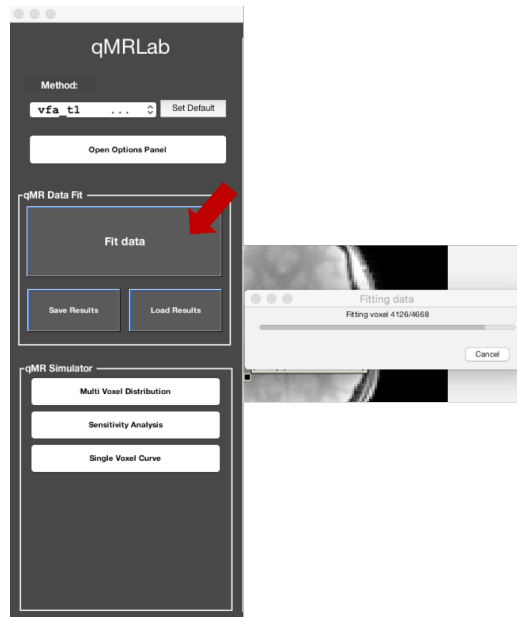 qMRLab
Method:
vfa_t1 ...
Set Default
Open Options Panel
qMR Data Fit
Fit data
Save Results
Load Results
qMR Simulator
Multi Voxel Distribution
Sensitivity Analysis
Single Voxel Curve
Fitting data
Fitting voxel 4126/4668
Cancel